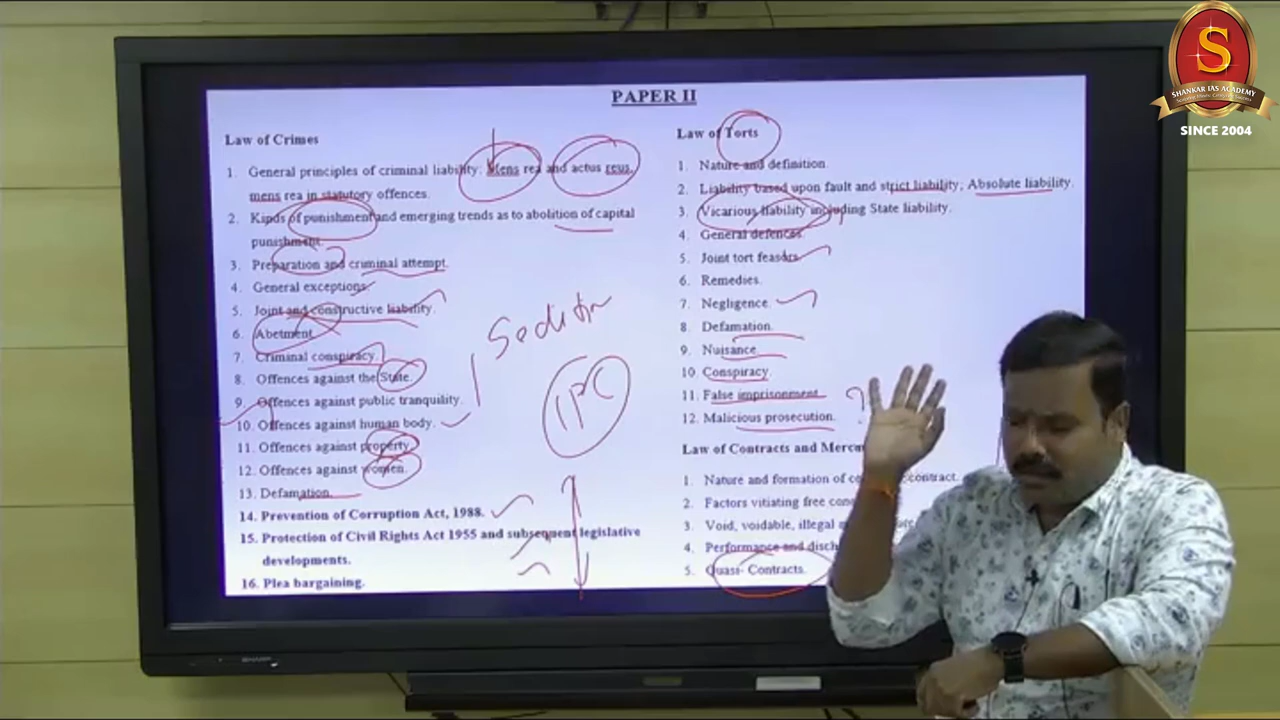 PAPER II
Law of Crimes
1. General principles of criminal liability: Mens rea and actus reus,
mens rea in statutory offences.
2. Kinds of punishment and emerging trends as to abolition of capital
punishment.
3. Preparation and criminal attempt.
4. General exceptions.
5. Joint and constructive liability.
6. Abetment.
7. Criminal conspiracy.
8. Offences against the State.
9. Offences against public tranquility.
10. Offences against human body.
11. Offences against property.
12. Offences against women.
13. Defamation.
14. Prevention of Corruption Act, 1988.
15. Protection of Civil Rights Act 1955 and subsequent legislative
developments.
16. Plea bargaining.
Sedition
IPC
Law of Torts
1. Nature and definition.
2. Liability based upon fault and strict liability; Absolute liability.
3. Vicarious liability including State liability.
4. General defences.
5. Joint tort feasors.
6. Remedies.
7. Negligence.
8. Defamation.
9. Nuisance.
10. Conspiracy.
11. False imprisonment.
12. Malicious prosecution.
Law of Contracts and
1. Nature and formation of contract.
2. Factors vitiating free
3. Void, voidable, illegal
4. Performance and
5. Quasi- Contracts.
SHARP
S
SHANKAR IAS ACADEMY
SINCE 2004